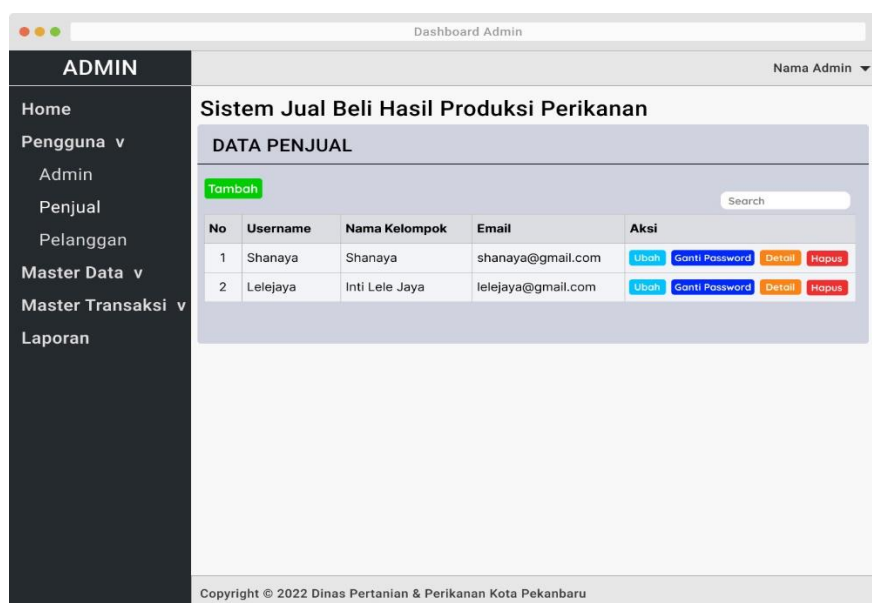 Dashboard Admin
ADMIN
Nama Admin
Home
Pengguna v
Admin
Penjual
Pelanggan
Master Data v
Master Transaksi v
Laporan
Sistem Jual Beli Hasil Produksi Perikanan
DATA PENJUAL
Tambah
Search
No Username Nama Kelompok Email Aksi
1 Shanaya Shanaya shanaya@gmail.com Ubah Ganti Password Detail Hapus
2 Lelejaya Inti Lele Jaya lelejaya@gmail.com Ubah Ganti Password Detail Hapus
Copyright © 2022 Dinas Pertanian & Perikanan Kota Pekanbaru